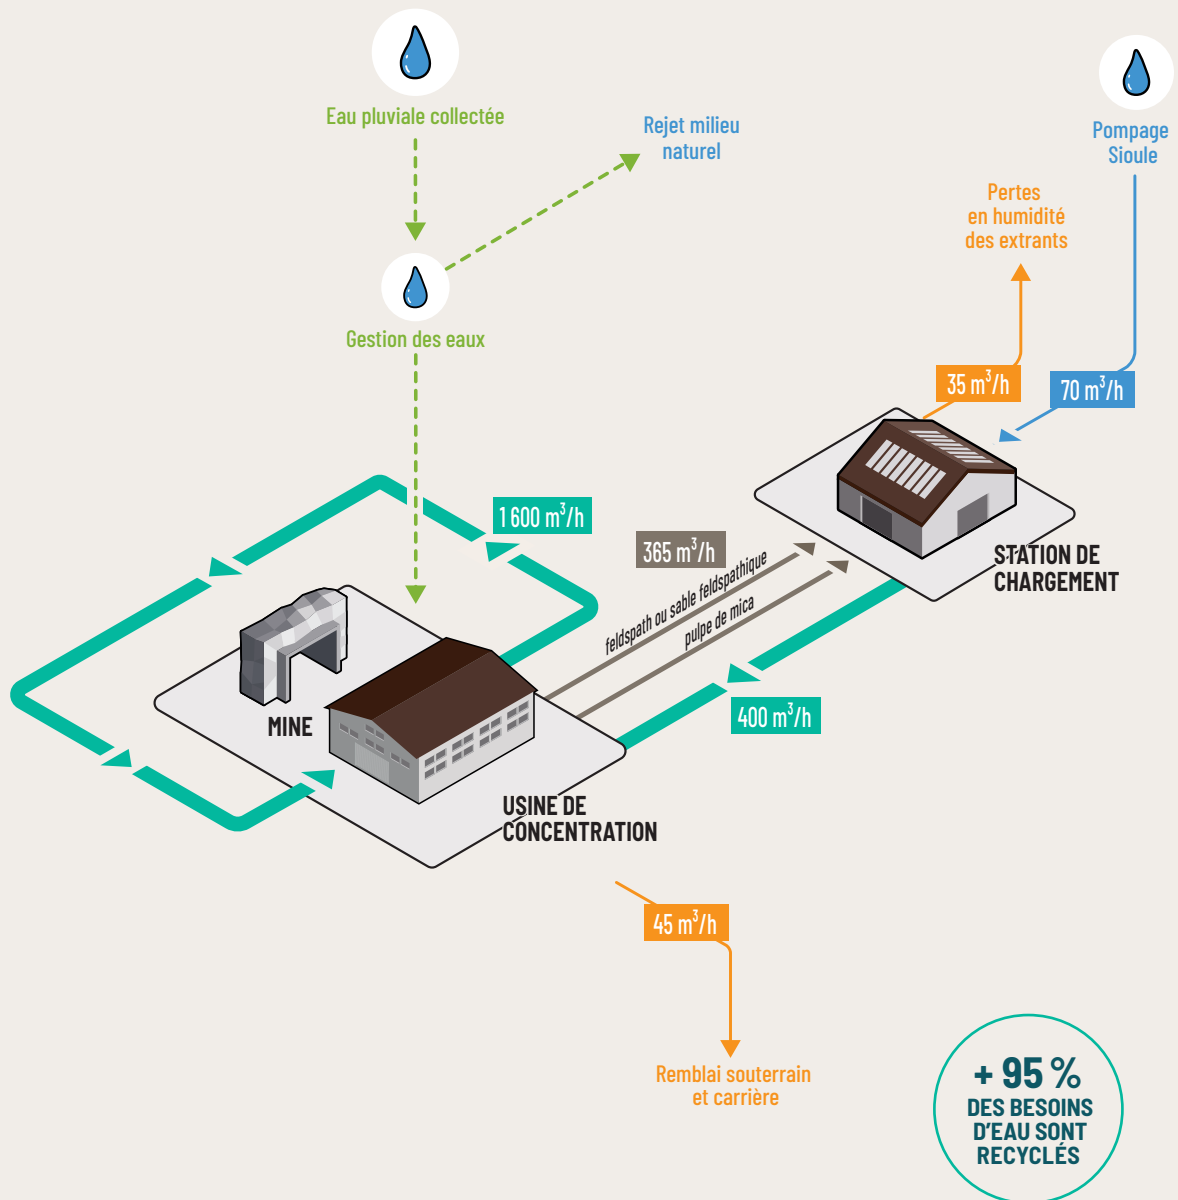 Eau pluviale collectée
Rejet milieu
naturel
Pompage
Sioule
Pertes
en humidité
des extrants
Gestion des eaux
35 m³/h
70 m³/h
1 600 m³/h
365 m³/h
feldspath ou sable feldspathique
pulpe de mica
STATION DE
CHARGEMENT
400 m³/h
MINE
USINE DE
CONCENTRATION
45 m³/h
Remblai souterrain
et carrière
+ 95 %
DES BESOINS
D'EAU SONT
RECYCLÉS